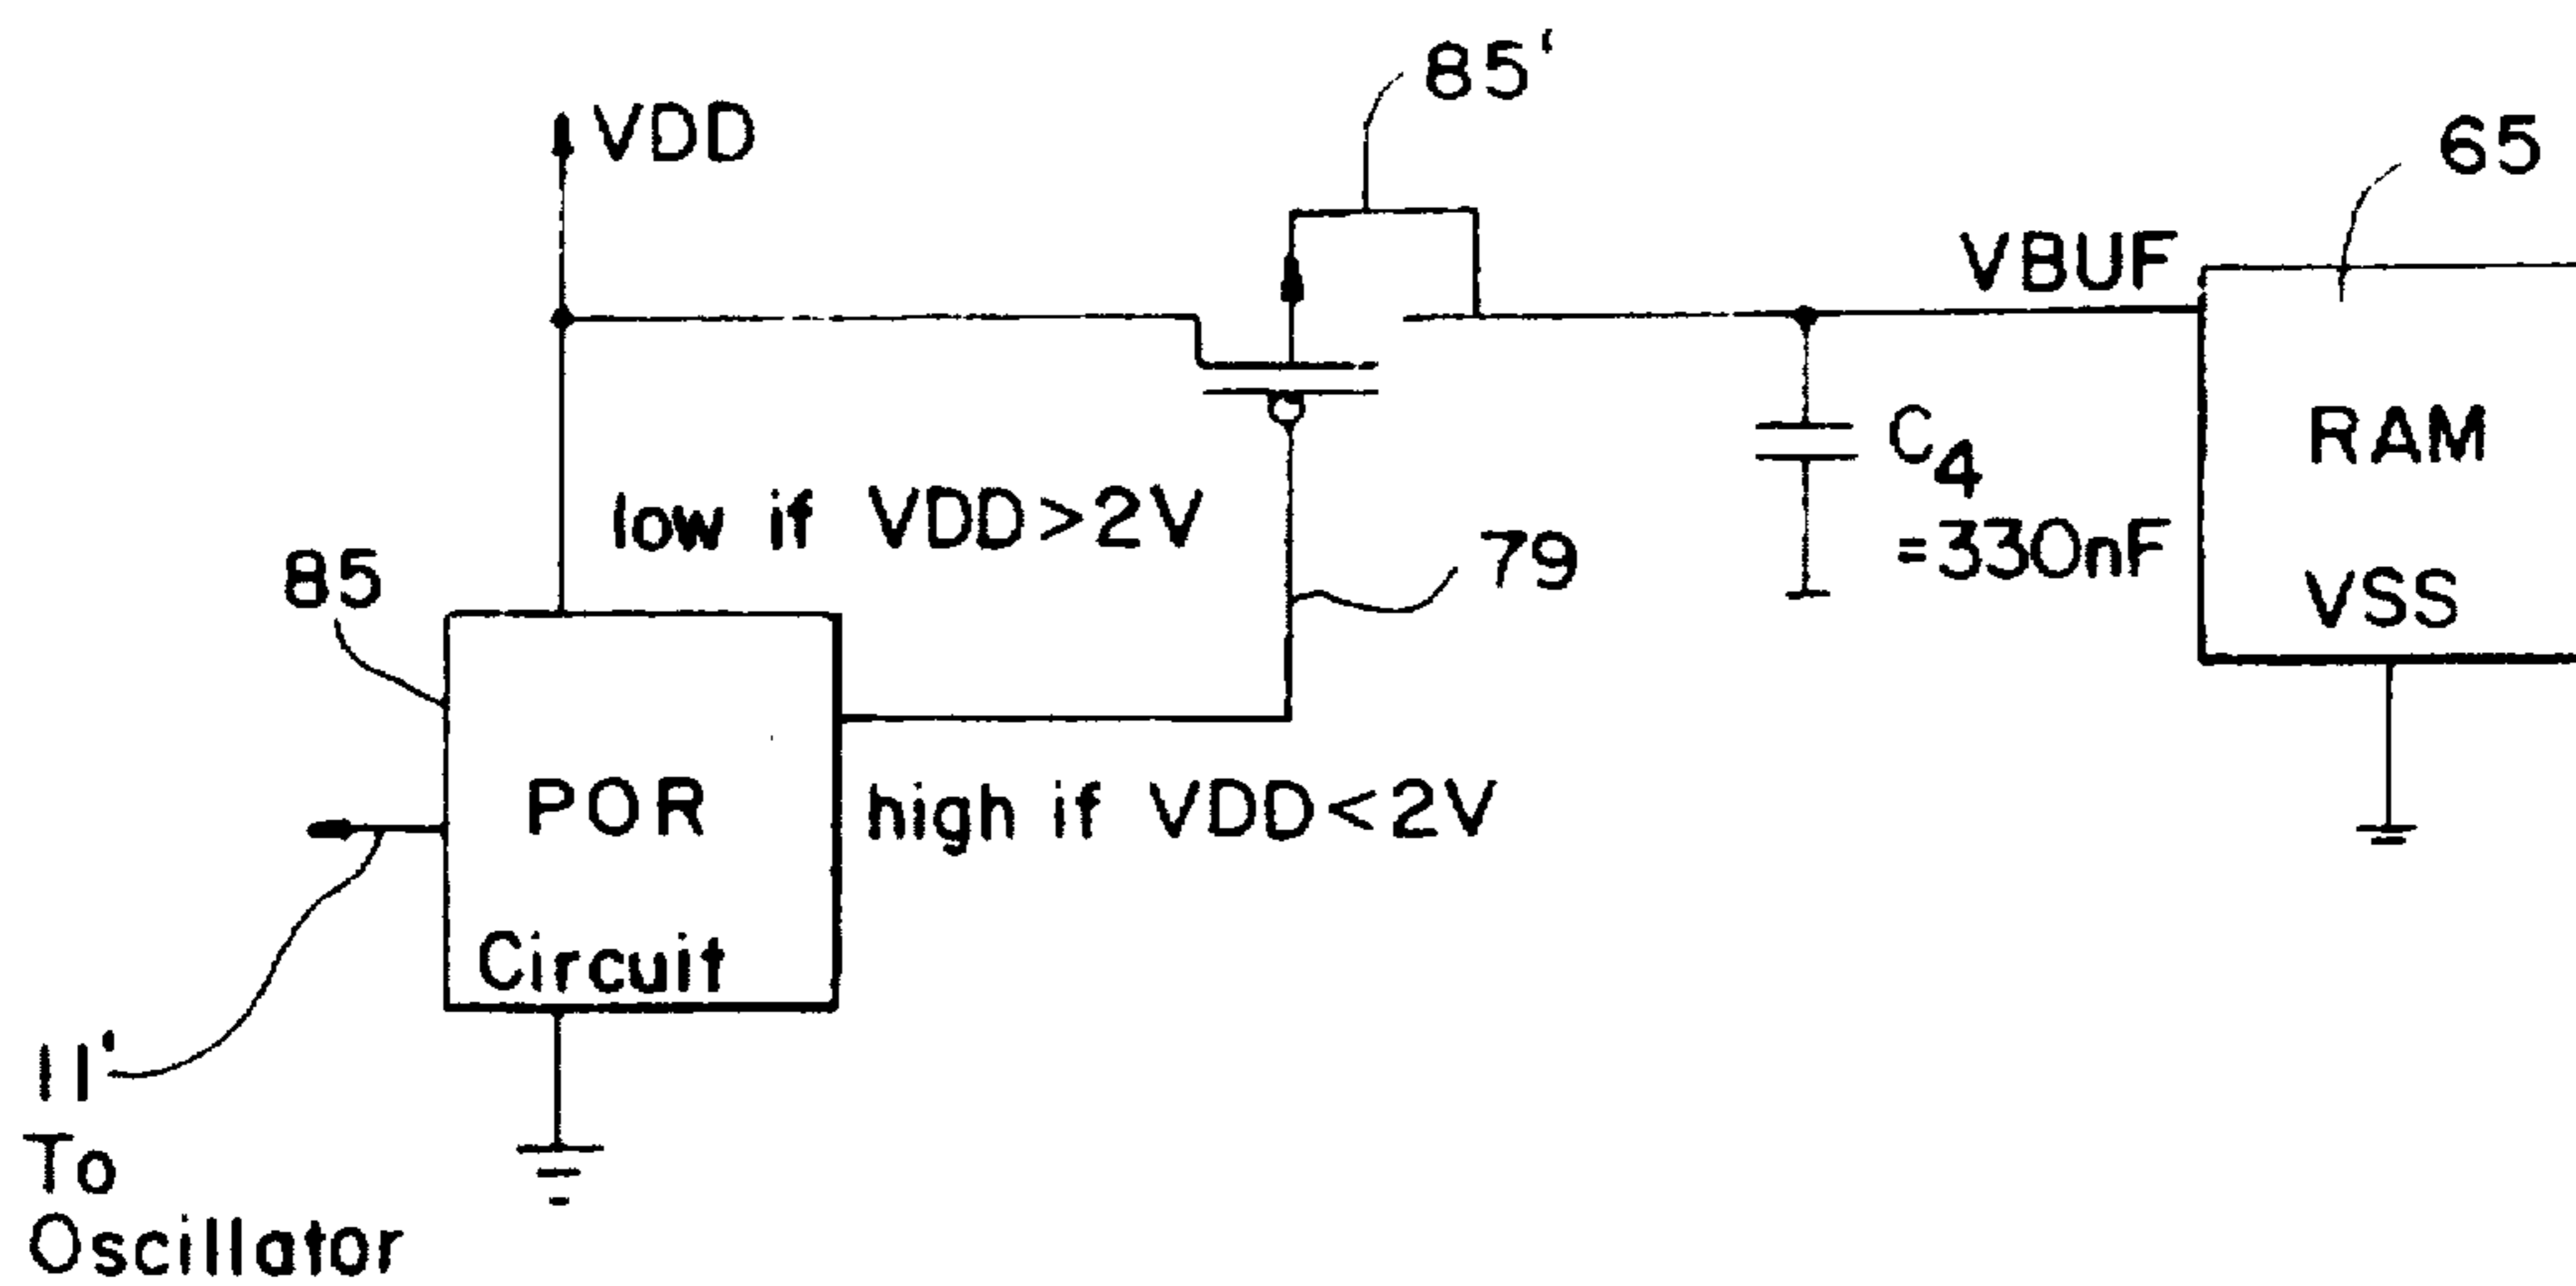 85'
VDD
65
VBUF
C4
=330nF
RAM
VSS
low if VDD>2V
79
85
POR
Circuit
high if VDD<2V
11'
To
Oscillator